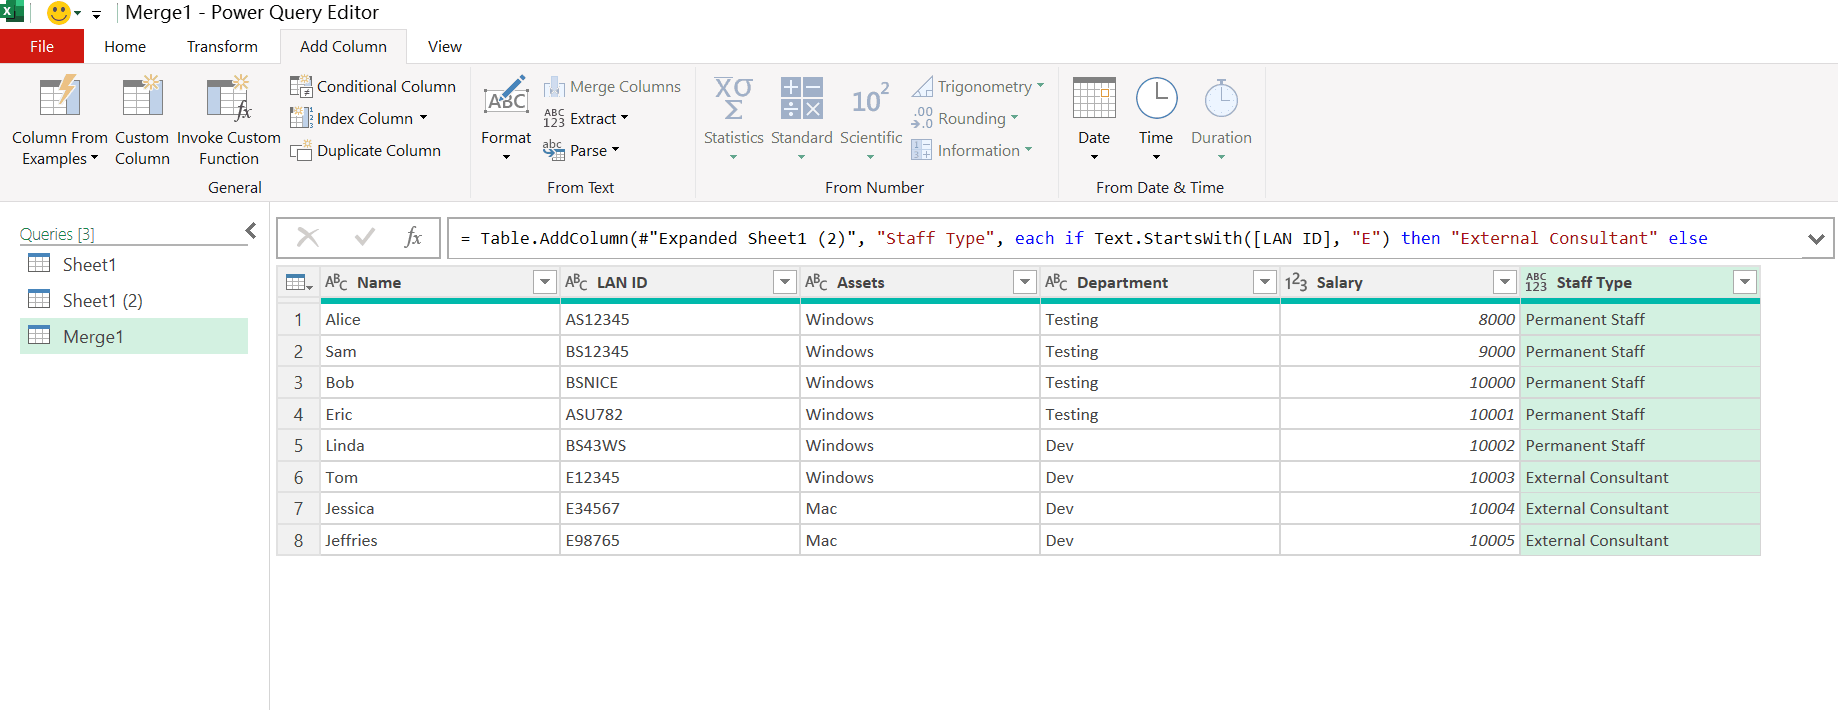 Merge1 - Power Query Editor
File Home Transform Add Column View
Column From Examples
Custom Column
Invoke Custom Function
Conditional Column
Index Column
Duplicate Column
General
Format
Merge Columns
Extract
Parse
From Text
Statistics
Standard
Scientific
Trigonometry
Rounding
Information
From Number
Date
Time
Duration
From Date & Time
Queries [3]
Sheet1
Sheet1 (2)
Merge1
= Table.AddColumn(#"Expanded Sheet1 (2)", "Staff Type", each if Text.StartsWith([LAN ID], "E") then "External Consultant" else
Name LAN ID Assets Department Salary Staff Type
1 Alice AS12345 Windows Testing 8000 Permanent Staff
2 Sam BS12345 Windows Testing 9000 Permanent Staff
3 Bob BSNICE Windows Testing 10000 Permanent Staff
4 Eric ASU782 Windows Testing 10001 Permanent Staff
5 Linda BS43WS Windows Dev 10002 Permanent Staff
6 Tom E12345 Windows Dev 10003 External Consultant
7 Jessica E34567 Mac Dev 10004 External Consultant
8 Jeffries E98765 Mac Dev 10005 External Consultant